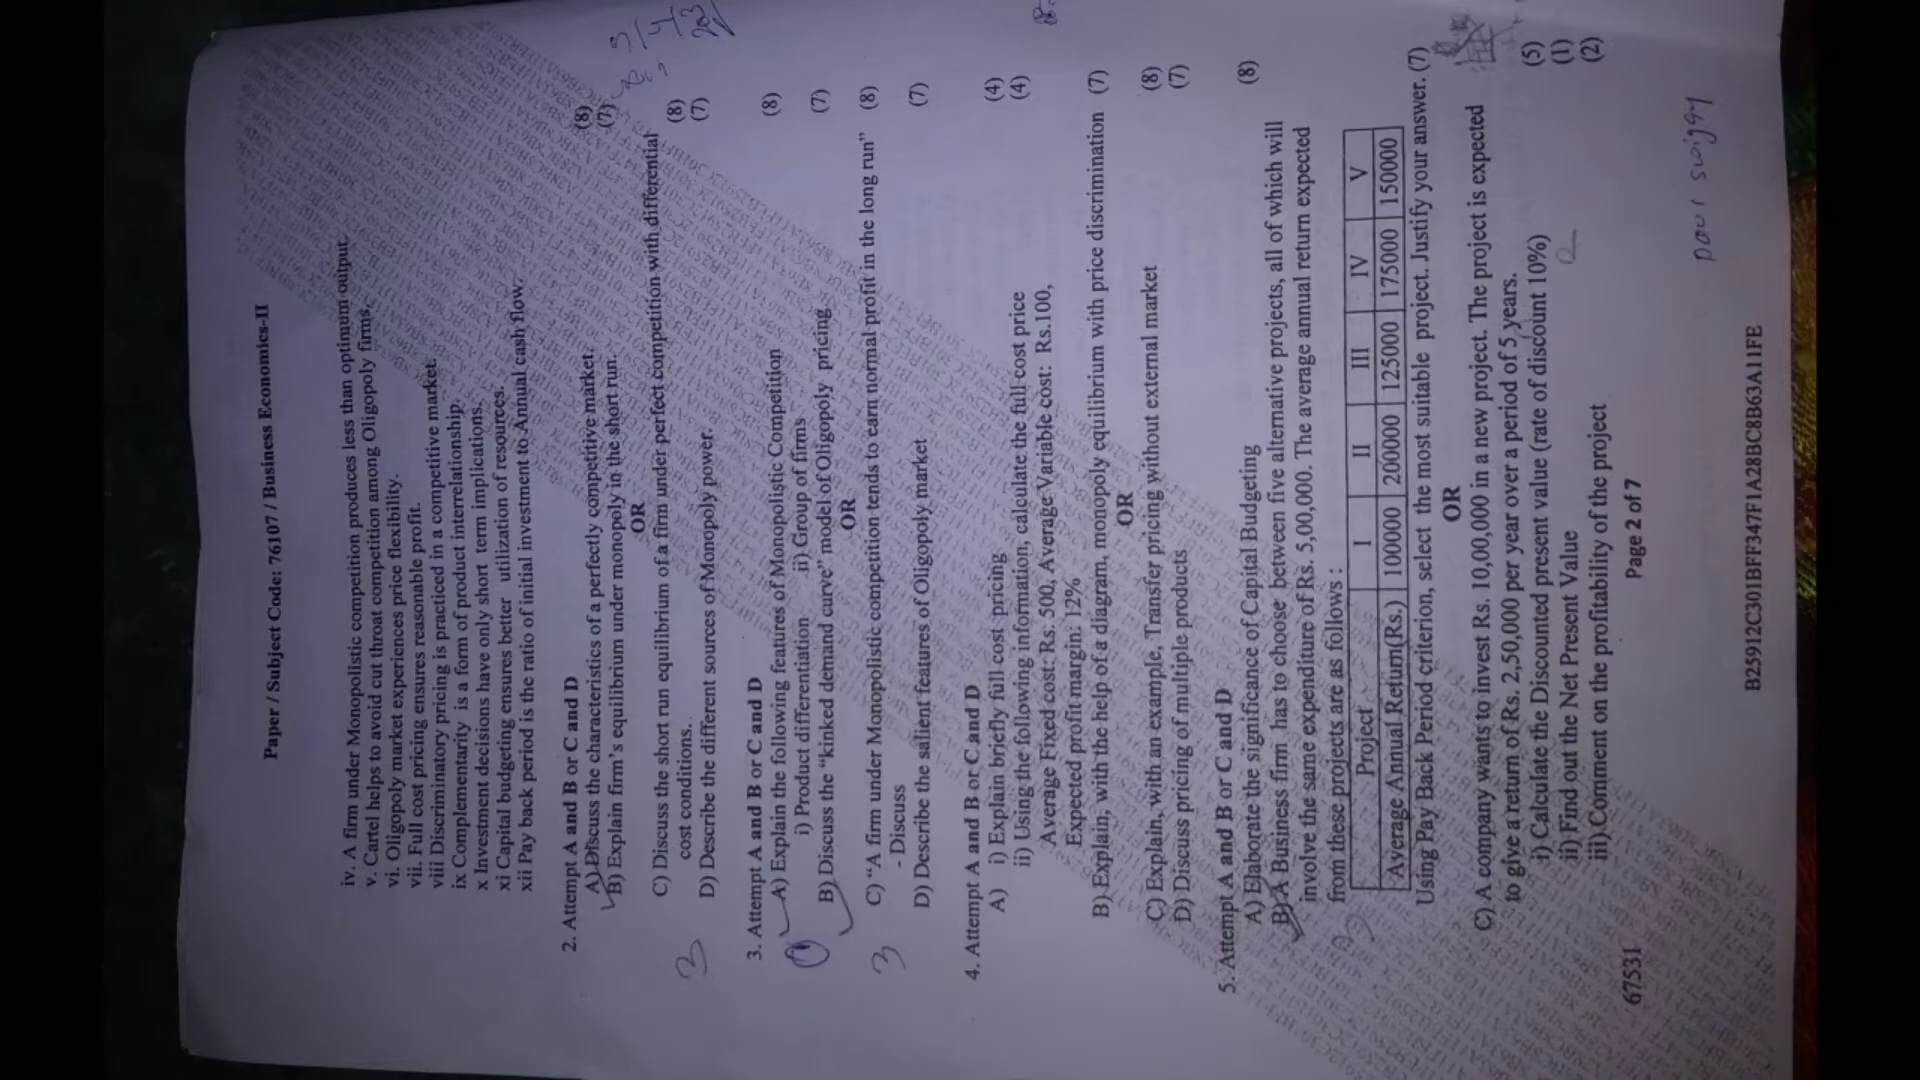 Paper / Subject Code: 76107 / Business Economics-II
iv. A firm under Monopolistic competition produces less than optimum output.
v. Cartel helps to avoid cut throat competition among Oligopoly firms.
vi. Oligopoly market experiences price flexibility.
vii. Full cost pricing ensures reasonable profit.
viii Discriminatory pricing is practiced in a competitive market.
ix Complementarity is a form of product interrelationship.
x Investment decisions have only short term implications.
xi Capital budgeting ensures better utilization of resources.
xii Pay back period is the ratio of initial investment to Annual cash flow.
2. Attempt A and B or C and D
A) Discuss the characteristics of a perfectly competitive market. (8)
B) Explain firm's equilibrium under monopoly in the short run. (7)
OR
C) Discuss the short run equilibrium of a firm under perfect competition with differential (8)
cost conditions. (7)
D) Describe the different sources of Monopoly power.
3
3. Attempt A and B or C and D
A) Explain the following features of Monopolistic Competition (8)
i) Product differentiation ii) Group of firms
B) Discuss the "kinked demand curve" model of Oligopoly pricing (7)
OR
C) "A firm under Monopolistic competition tends to earn normal profit in the long run" (8)
3
- Discuss
D) Describe the salient features of Oligopoly market (7)
4. Attempt A and B or C and D
A) i) Explain briefly full cost pricing (4)
ii) Using the following information, calculate the full cost price (4)
Average Fixed cost: Rs. 500, Average Variable cost: Rs.100,
Expected profit margin: 12%
B) Explain, with the help of a diagram, monopoly equilibrium with price discrimination (7)
OR
C) Explain, with an example, Transfer pricing without external market (8)
D) Discuss pricing of multiple products (7)
5. Attempt A and B or C and D
A) Elaborate the significance of Capital Budgeting (8)
B) A Business firm has to choose between five alternative projects, all of which will
involve the same expenditure of Rs. 5,00,000. The average annual return expected
from these projects are as follows :
Project I II III IV V
Average Annual Return(Rs.) 100000 200000 125000 175000 150000
Using Pay Back Period criterion, select the most suitable project. Justify your answer. (7)
OR
C) A company wants to invest Rs. 10,00,000 in a new project. The project is expected
to give a return of Rs. 2,50,000 per year over a period of 5 years.
i) Calculate the Discounted present value (rate of discount 10%) (5)
ii) Find out the Net Present Value (1)
iii) Comment on the profitability of the project (2)
67531
Page 2 of 7
B25912C301BFF347F1A28BC8B63A11FE